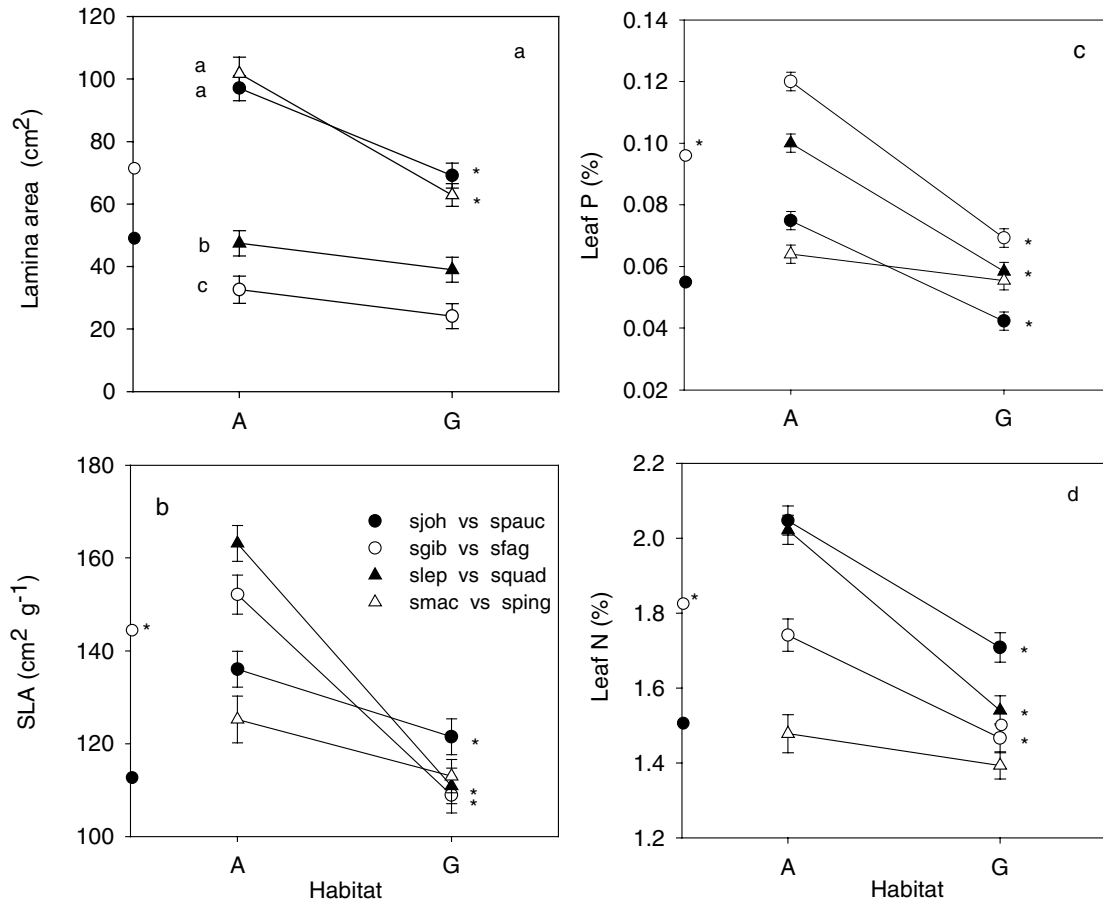 a
Lamina area (cm2)
120
100
80
60
40
20
0
a
a
b
c
*
*
A G
c
Leaf P (%)
0.14
0.12
0.10
0.08
0.06
0.04
0.02
*
*
*
*
A G
b
SLA (cm2 g-1)
180
160
140
120
100
*
sjoh vs spauc
sgib vs sfag
slep vs squad
smac vs sping
*
*
*
A G
Habitat
d
Leaf N (%)
2.2
2.0
1.8
1.6
1.4
1.2
*
*
*
*
A G
Habitat